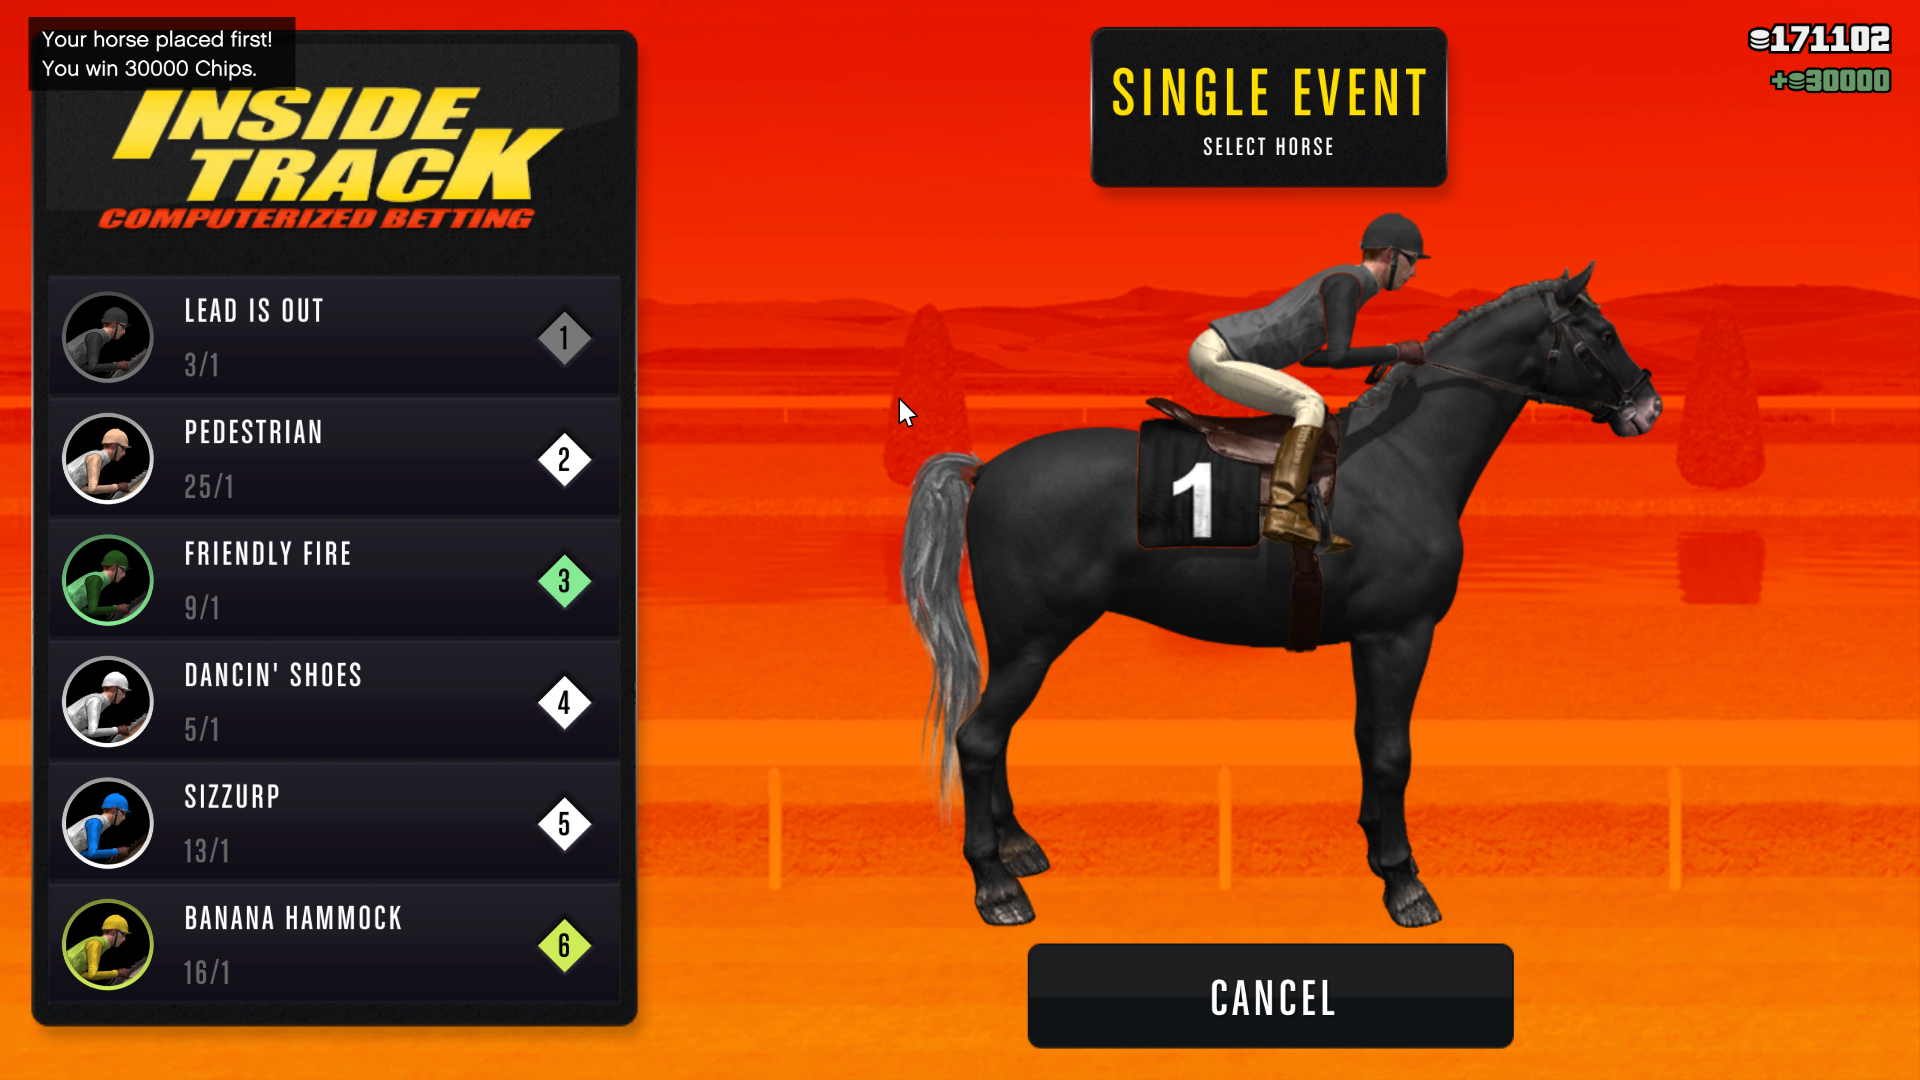 Your horse placed first!
You win 30000 Chips.
INSIDE
TRACK
COMPUTERIZED BETTING
SINGLE EVENT
SELECT HORSE
171102
+30000
LEAD IS OUT
3/1
1
PEDESTRIAN
25/1
2
FRIENDLY FIRE
9/1
3
DANCIN' SHOES
5/1
4
SIZZURP
13/1
5
BANANA HAMMOCK
16/1
6
1
CANCEL